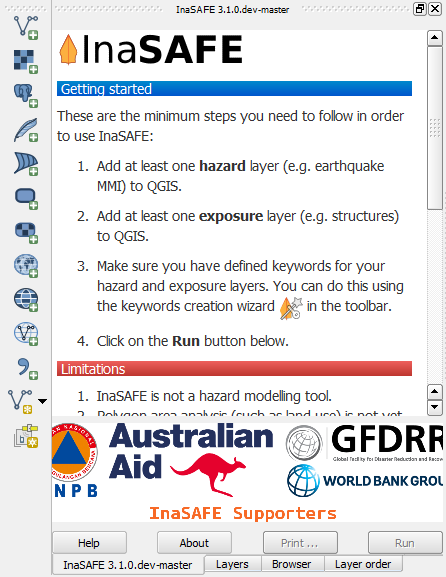 InaSAFE 3.1.0.dev-master
InaSAFE
Getting started
These are the minimum steps you need to follow in order
to use InaSAFE:
1. Add at least one hazard layer (e.g. earthquake
MMI) to QGIS.
2. Add at least one exposure layer (e.g. structures)
to QGIS.
3. Make sure you have defined keywords for your
hazard and exposure layers. You can do this using
the keywords creation wizard in the toolbar.
4. Click on the Run button below.
Limitations
1. InaSAFE is not a hazard modelling tool.
2. Polygon area analysis (such as land use) is not yet
Australian
Aid
GFDRR
Global Facility for Disaster Reduction and Recove
NPB
WORLD BANK GROU
InaSAFE Supporters
Help
About
Print ...
Run
InaSAFE 3.1.0.dev-master
Layers
Browser
Layer order